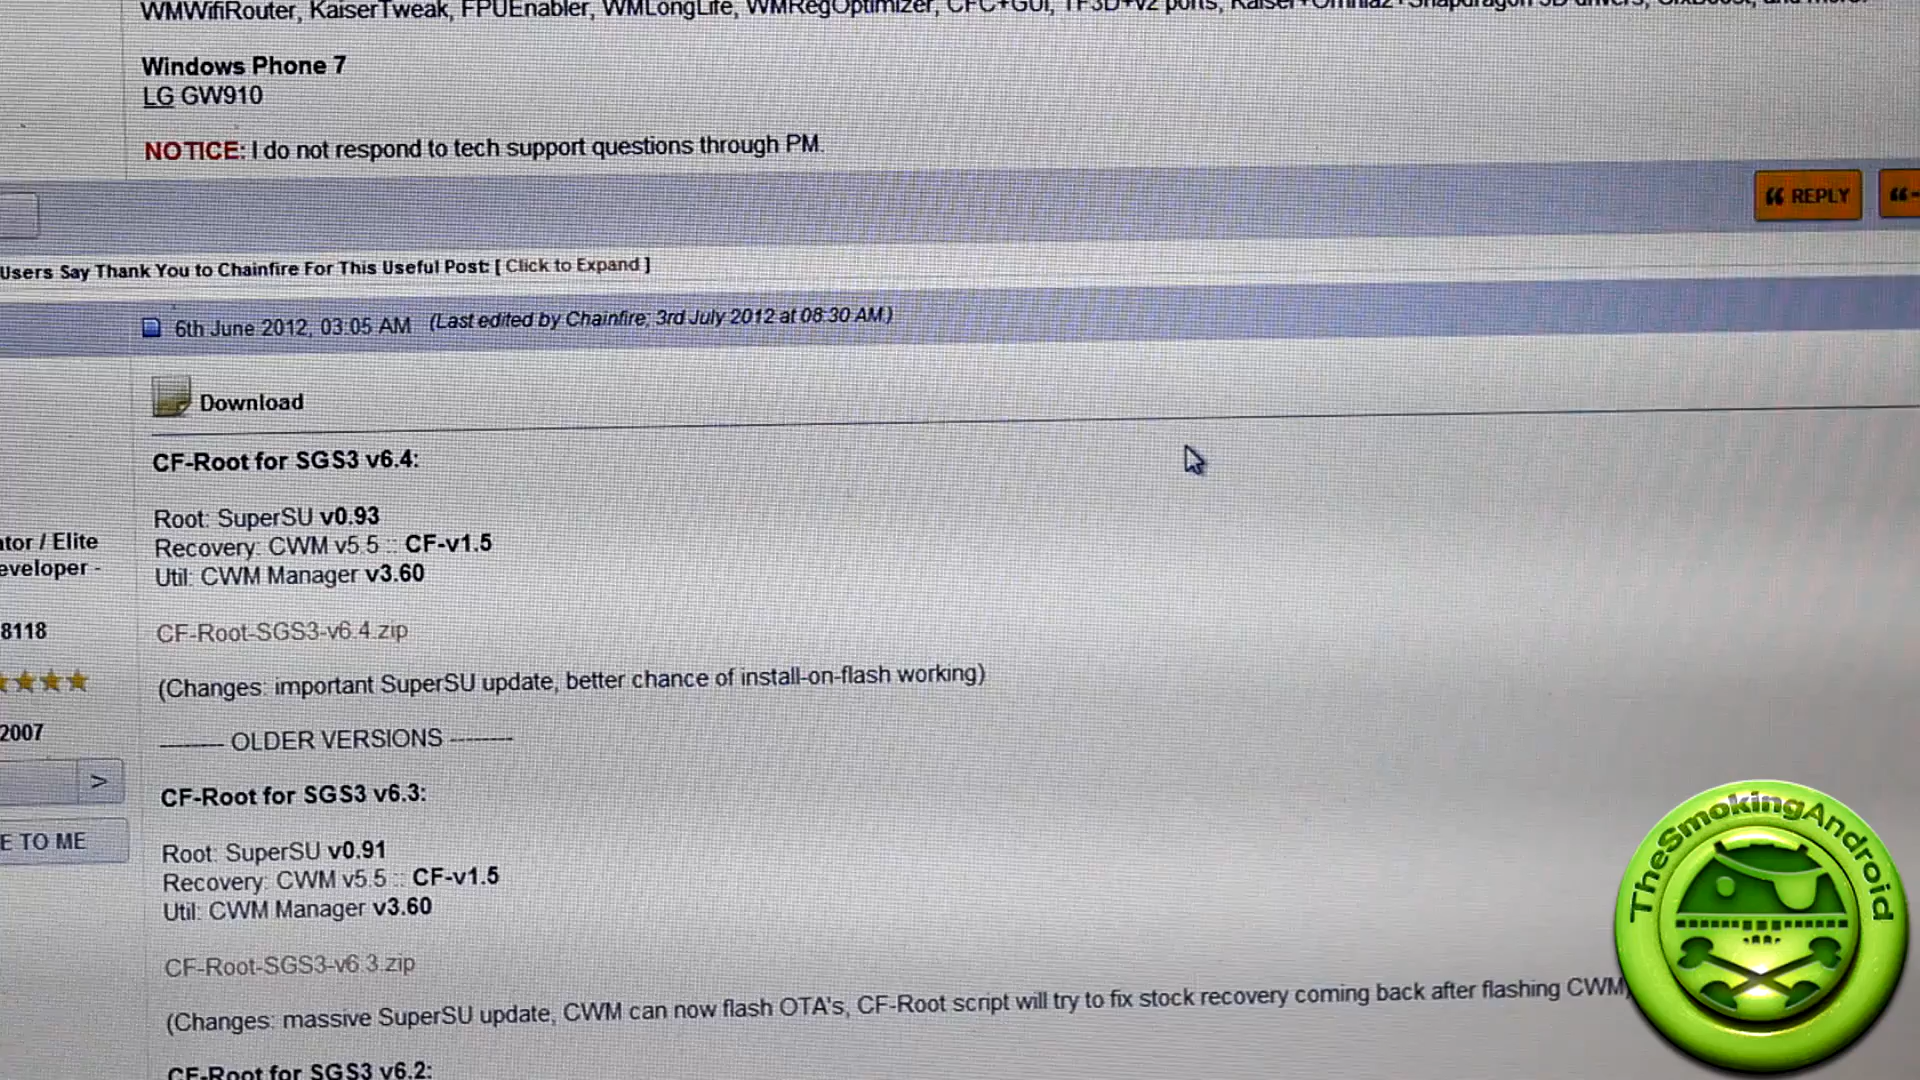 WMWifiRouter, KaiserTweak, FPUEnabler, WMLongLife, WMRegOptimizer, CFC+GUI, TF3D+V2 ports,
Windows Phone 7
LG GW910
NOTICE: I do not respond to tech support questions through PM.
REPLY
Users Say Thank You to Chainfire For This Useful Post: [ Click to Expand ]
6th June 2012, 03:05 AM (Last edited by Chainfire; 3rd July 2012 at 08:30 AM.)
Download
CF-Root for SGS3 v6.4:
Root: SuperSU v0.93
Recovery: CWM v5.5 :: CF-v1.5
Util: CWM Manager v3.60
ator / Elite
eveloper -
8118
CF-Root-SGS3-v6.4.zip
(Changes: important SuperSU update, better chance of install-on-flash working)
2007
--------- OLDER VERSIONS ---------
>
CF-Root for SGS3 v6.3:
E TO ME
Root: SuperSU v0.91
Recovery: CWM v5.5 :: CF-v1.5
Util: CWM Manager v3.60
CF-Root-SGS3-v6.3.zip
(Changes: massive SuperSU update, CWM can now flash OTA's, CF-Root script will try to fix stock recovery coming back after flashing CWM)
CF-Root for SGS3 v6.2:
TheSmokingAndroid